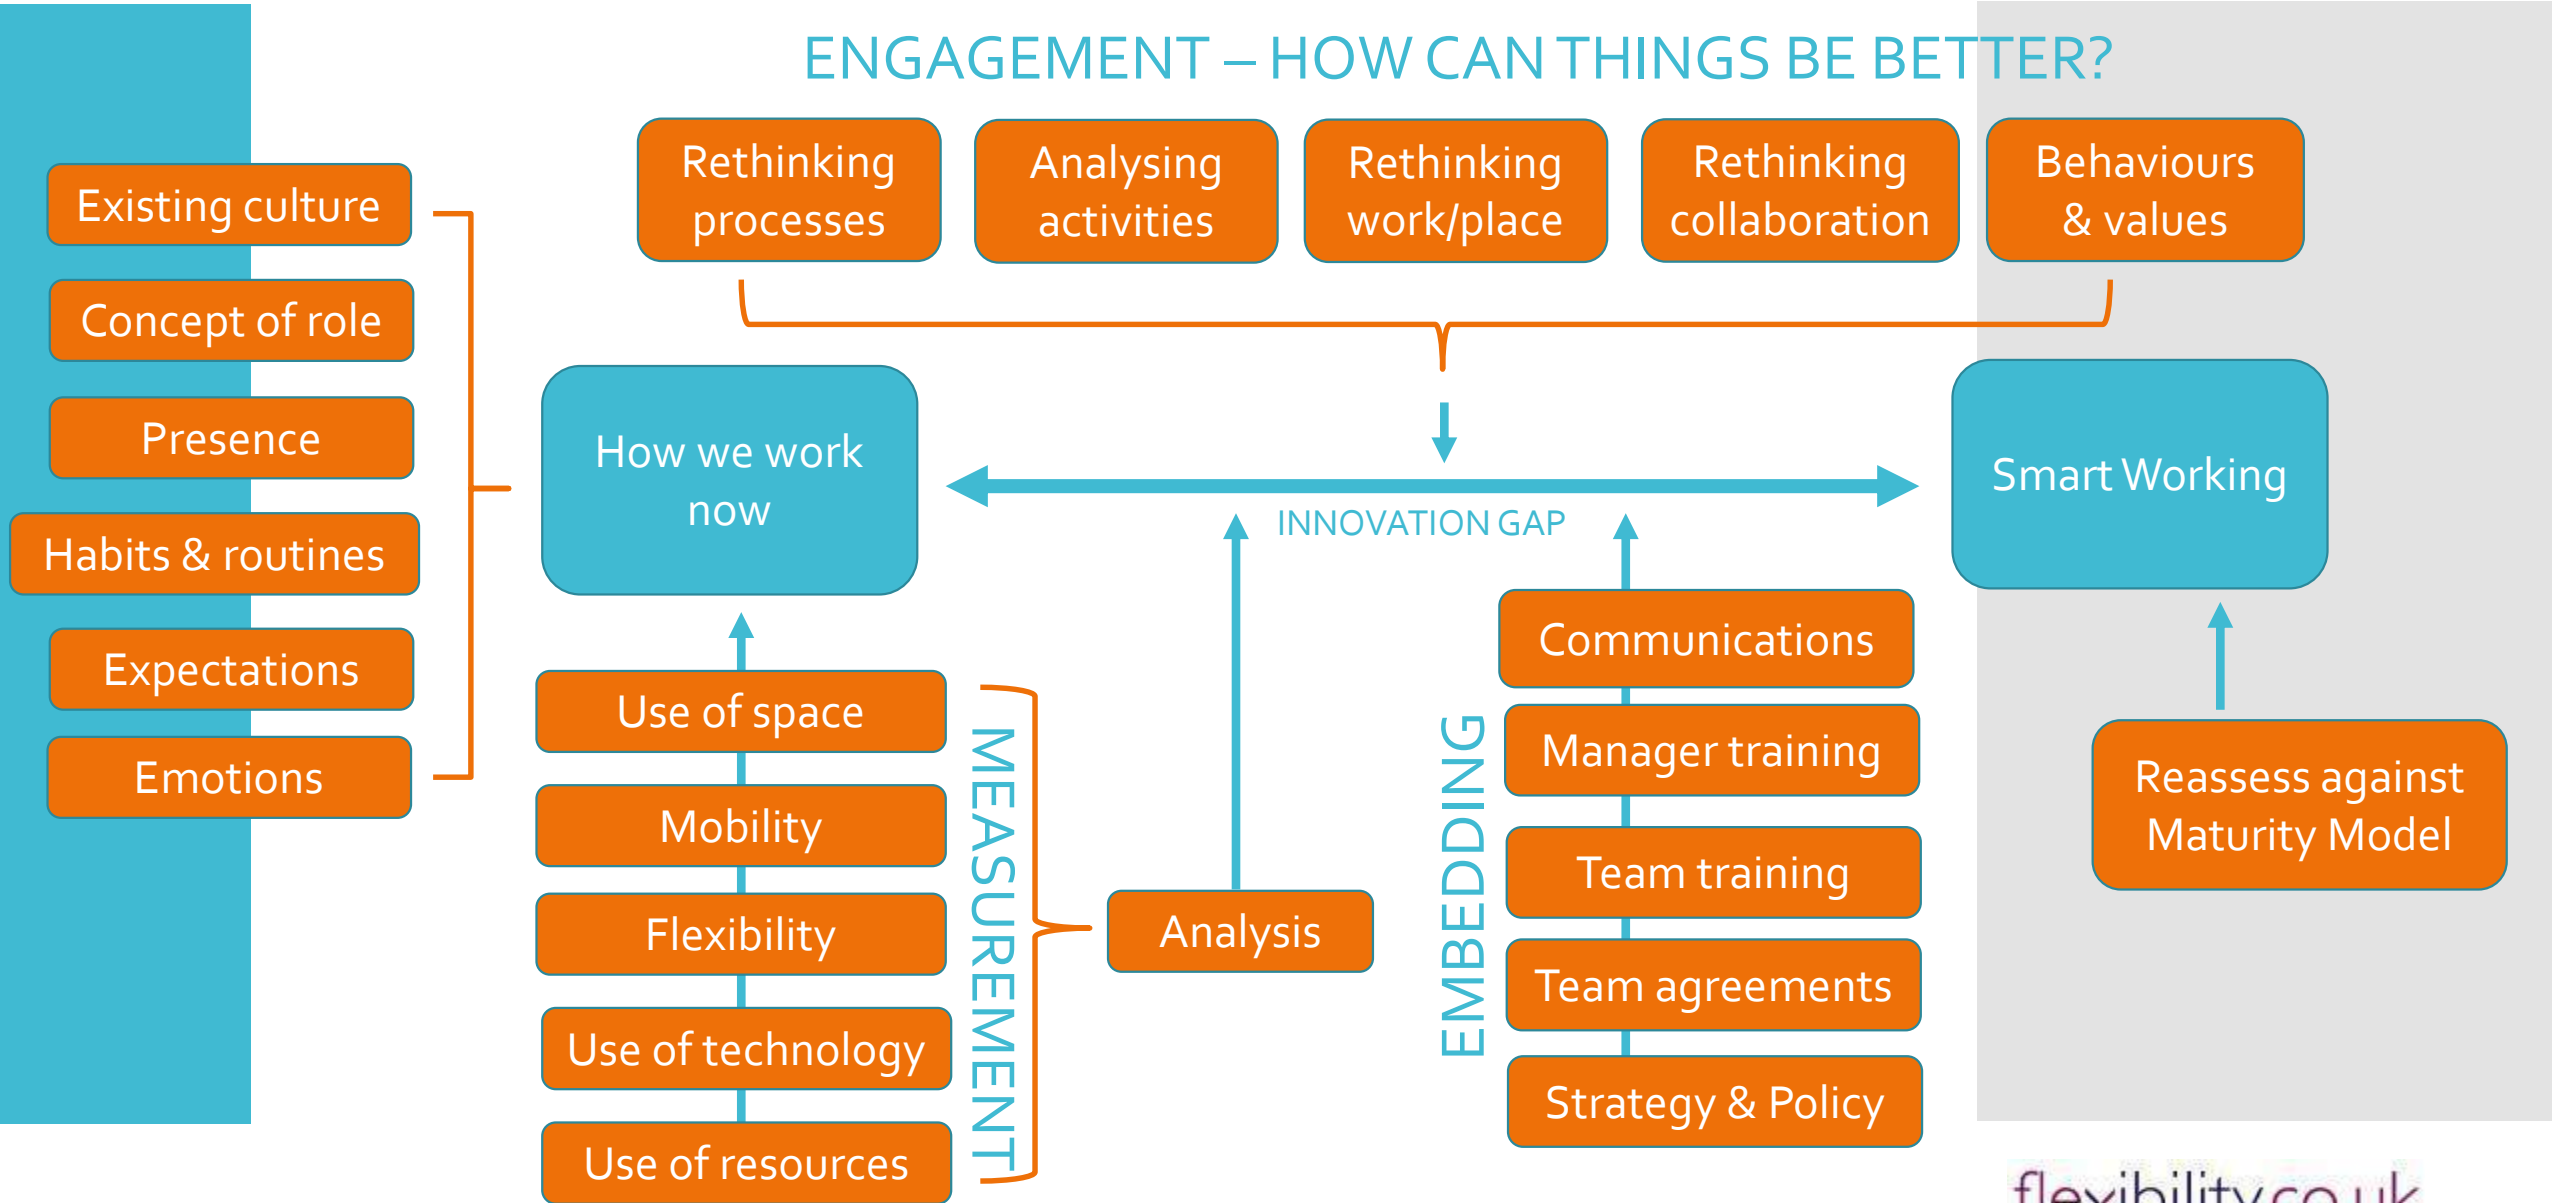 ENGAGEMENT – HOW CAN THINGS BE BETTER?
Rethinking
processes
Analysing
activities
Rethinking
work/place
Rethinking
collaboration
Behaviours
& values
Existing culture
Concept of role
Presence
Habits & routines
Expectations
Emotions
How we work
now
INNOVATION GAP
Smart Working
Use of space
Mobility
Flexibility
Use of technology
Use of resources
MEASUREMENT
Analysis
EMBEDDING
Communications
Manager training
Team training
Team agreements
Strategy & Policy
Reassess against
Maturity Model
flexibility.co.uk